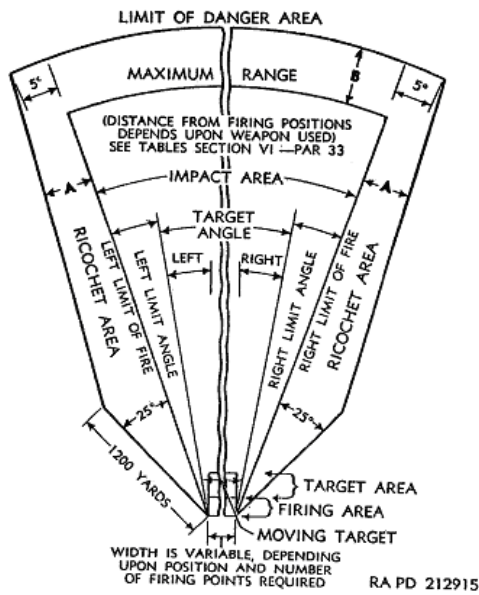 LIMIT OF DANGER AREA
5°
MAXIMUM RANGE
B
5°
(DISTANCE FROM FIRING POSITIONS
DEPENDS UPON WEAPON USED)
SEE TABLES SECTION VI—PAR 33
A
IMPACT AREA
A
TARGET
ANGLE
LEFT
RIGHT
RICOCHET AREA
LEFT LIMIT OF FIRE
LEFT LIMIT ANGLE
RIGHT LIMIT ANGLE
RIGHT LIMIT OF FIRE
RICOCHET AREA
25°
25°
1200 YARDS
TARGET AREA
FIRING AREA
MOVING TARGET
WIDTH IS VARIABLE, DEPENDING
UPON POSITION AND NUMBER
OF FIRING POINTS REQUIRED
RA PD 212915